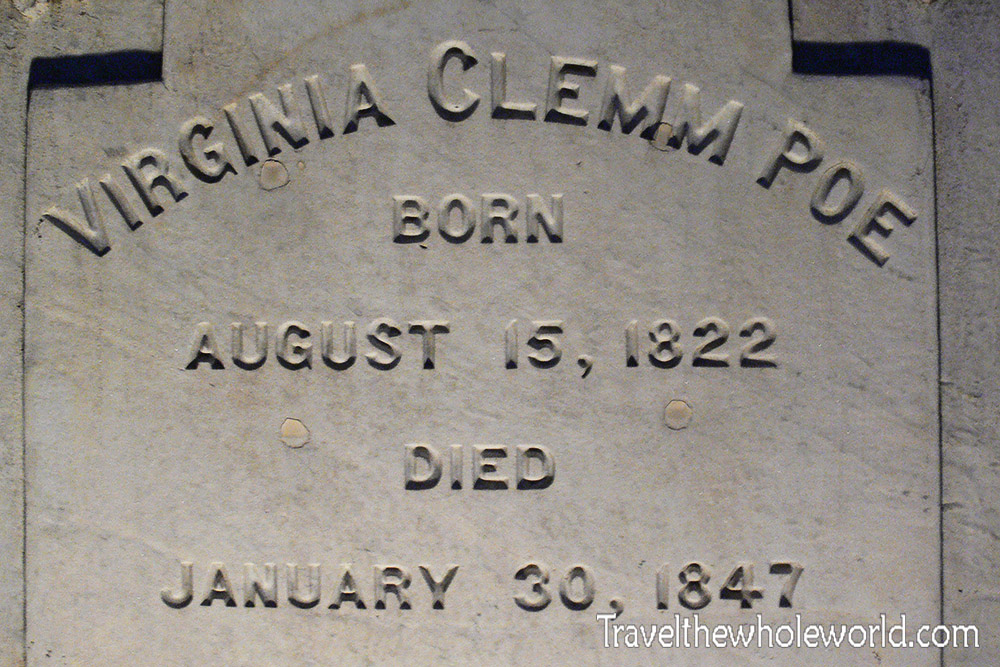 VIRGINIA CLEMM POE
BORN
AUGUST 15, 1822
DIED
JANUARY 30, 1847
Travelthewholeworld.com